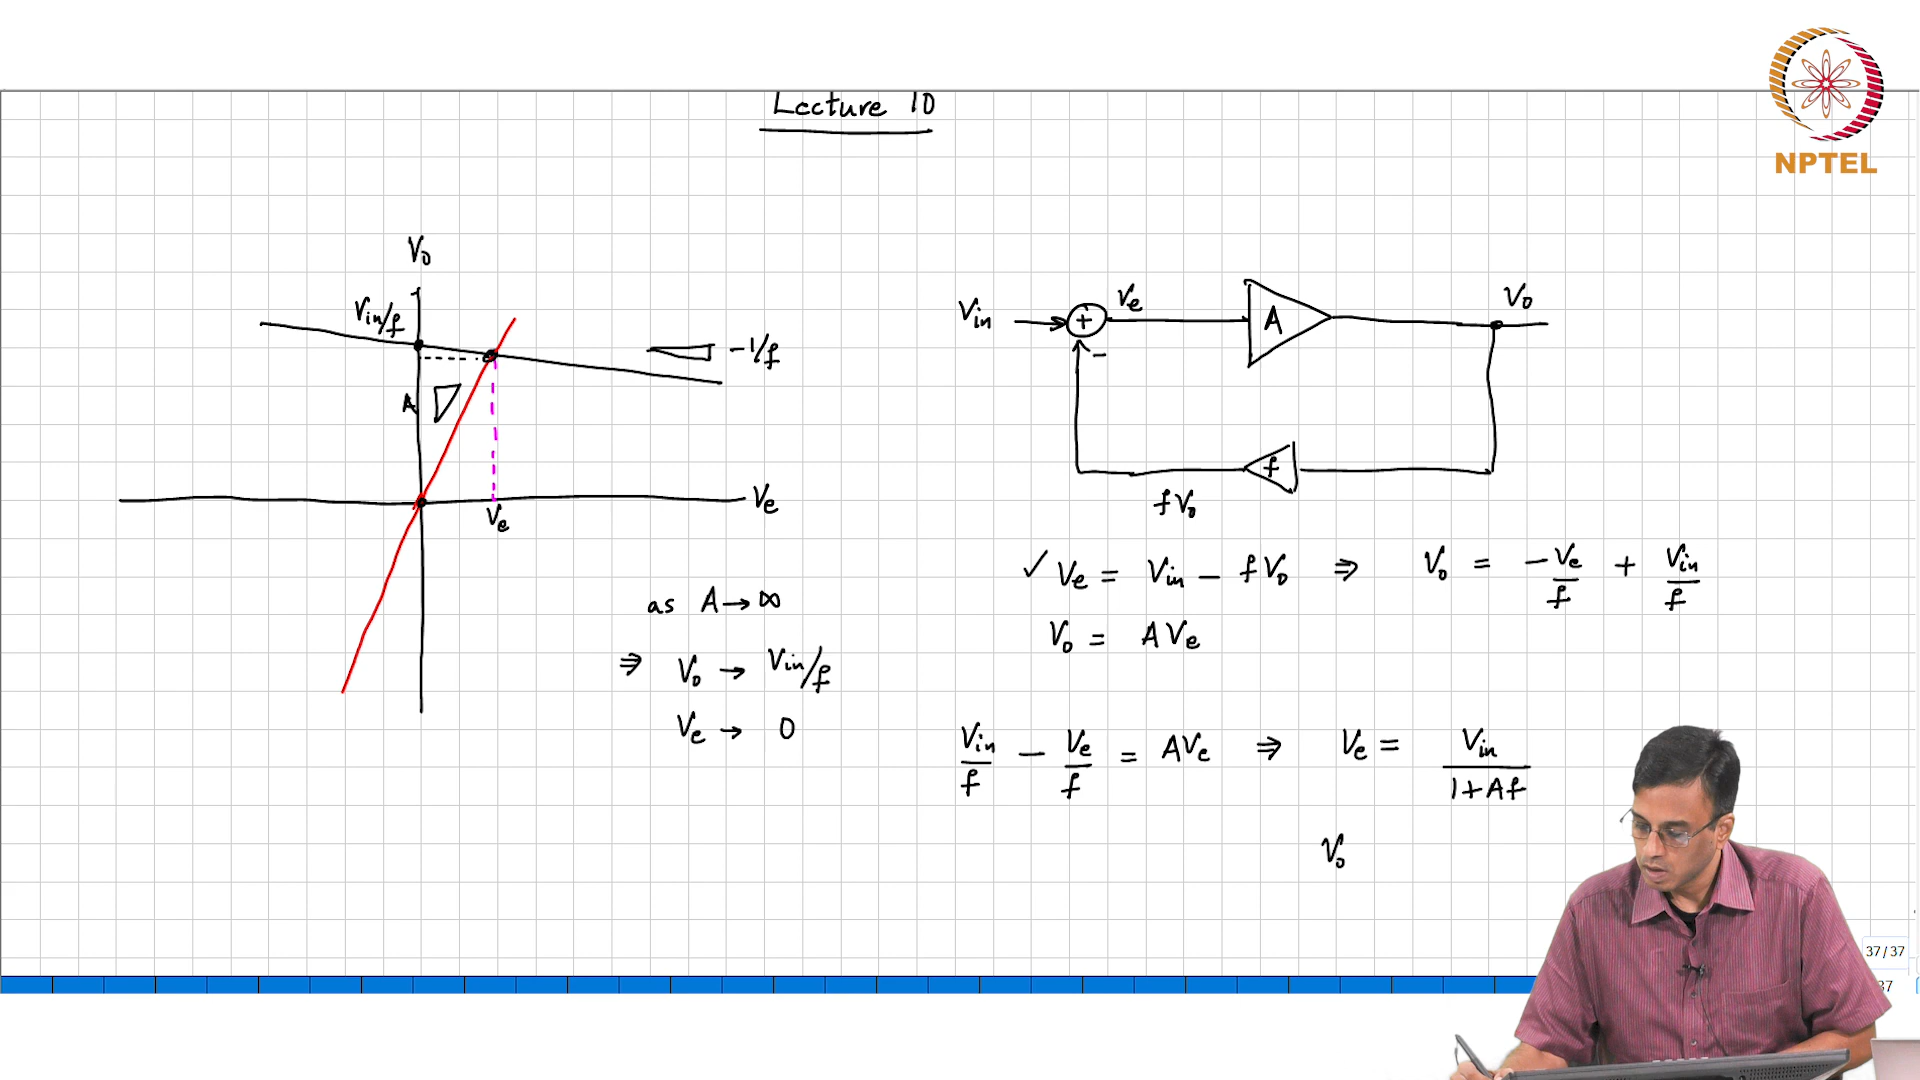 Lecture 10
NPTEL
V₀
Vin/f
-1/f
A
Ve
Ve
as A → ∞
⇒ V₀ → Vin/f
Ve → 0
Vin
+
-
Ve
A
V₀
f
fV₀
✓ Ve = Vin - fV₀ ⇒ V₀ = -Ve/f + Vin/f
V₀ = AVe
Vin/f - Ve/f = AVe ⇒ Ve = Vin/(1+Af)
V₀
37/37
37